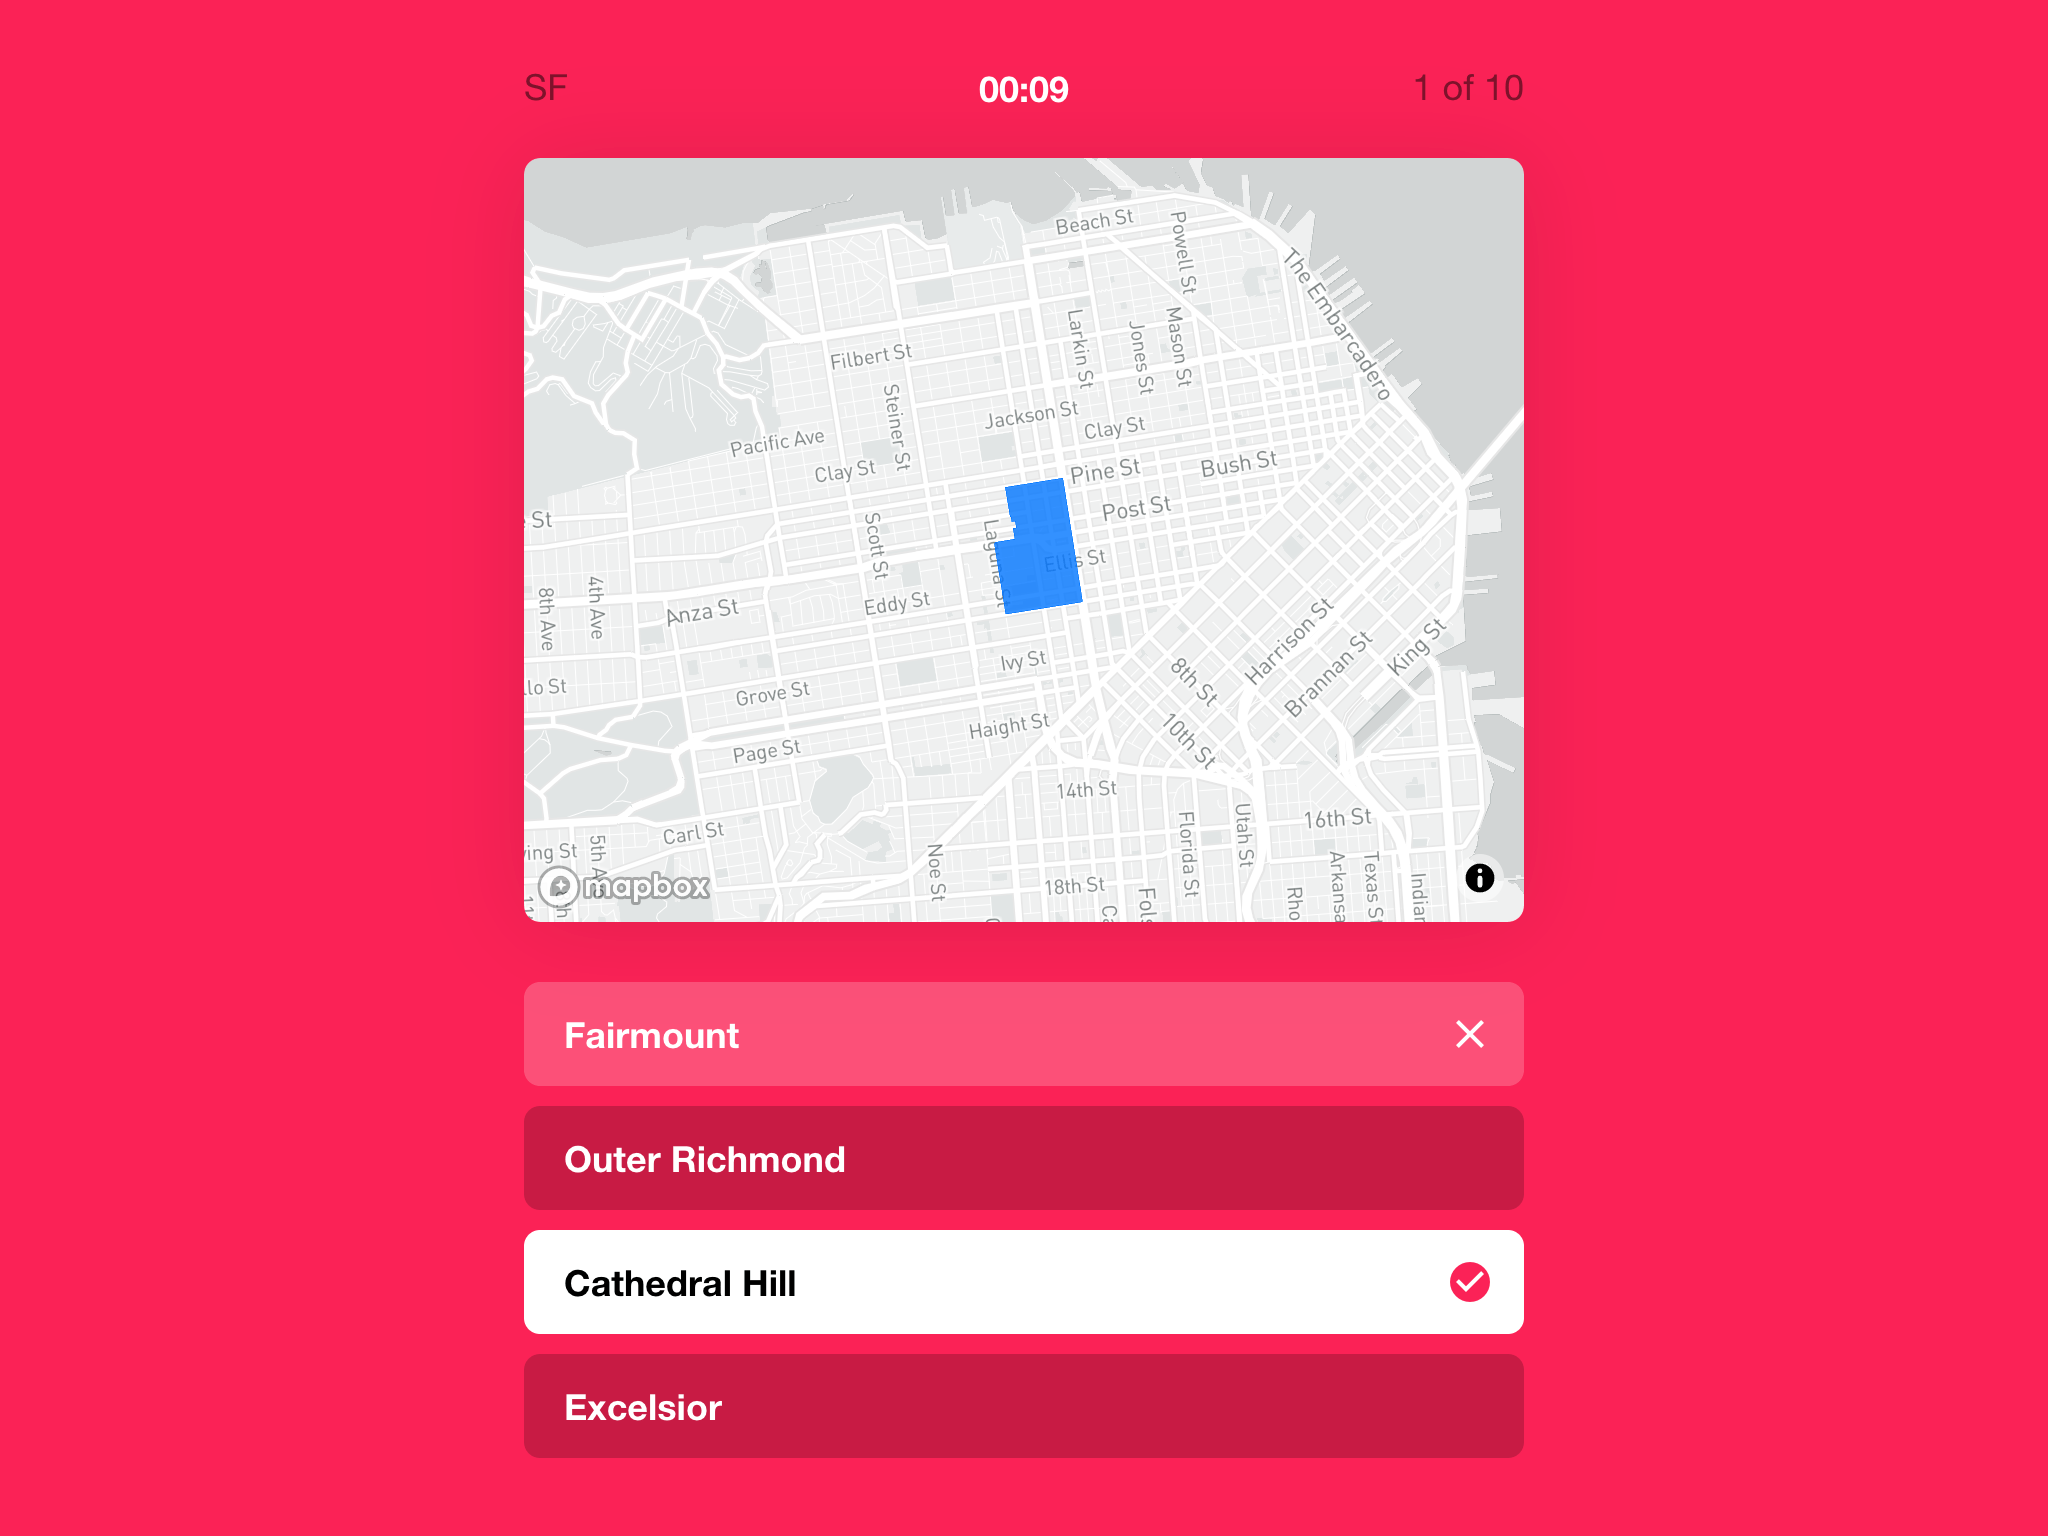 SF
00:09
1 of 10
Beach St
Powell St
The Embarcadero
Larkin St
Jones St
Mason St
Filbert St
Steiner St
Jackson St
Clay St
Pacific Ave
Clay St
Pine St
Bush St
Post St
St
Scott St
Laguna St
Ellis St
8th Ave
4th Ave
Anza St
Eddy St
Harrison St
Brannan St
King St
Ivy St
8th St
llo St
Grove St
Haight St
10th St
Page St
14th St
Florida St
Utah St
16th St
Carl St
ving St
5th A
Noe St
Arkansa
Texas St
Indian
18th St
Fols
Rho
Ca
11
mapbox
Fairmount
Outer Richmond
Cathedral Hill
Excelsior